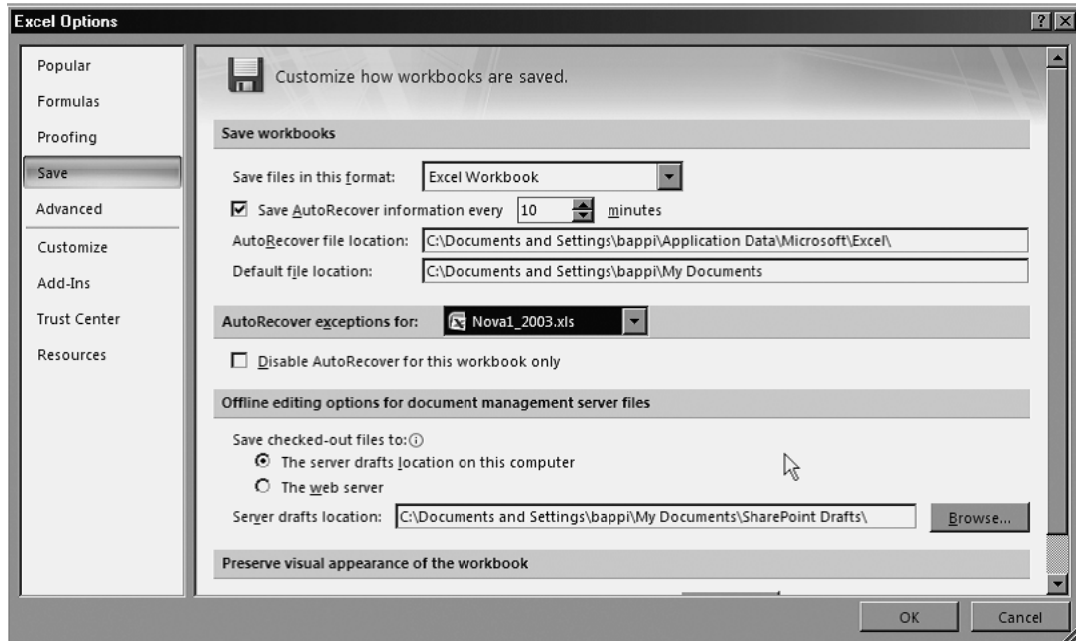 Excel Options
Popular
Formulas
Proofing
Save
Advanced
Customize
Add-Ins
Trust Center
Resources
Customize how workbooks are saved.
Save workbooks
Save files in this format: Excel Workbook
Save AutoRecover information every 10 minutes
AutoRecover file location: C:\Documents and Settings\bappi\Application Data\Microsoft\Excel\
Default file location: C:\Documents and Settings\bappi\My Documents
AutoRecover exceptions for: Nova1_2003.xls
Disable AutoRecover for this workbook only
Offline editing options for document management server files
Save checked-out files to:
The server drafts location on this computer
The web server
Server drafts location: C:\Documents and Settings\bappi\My Documents\SharePoint Drafts\ Browse...
Preserve visual appearance of the workbook
OK Cancel